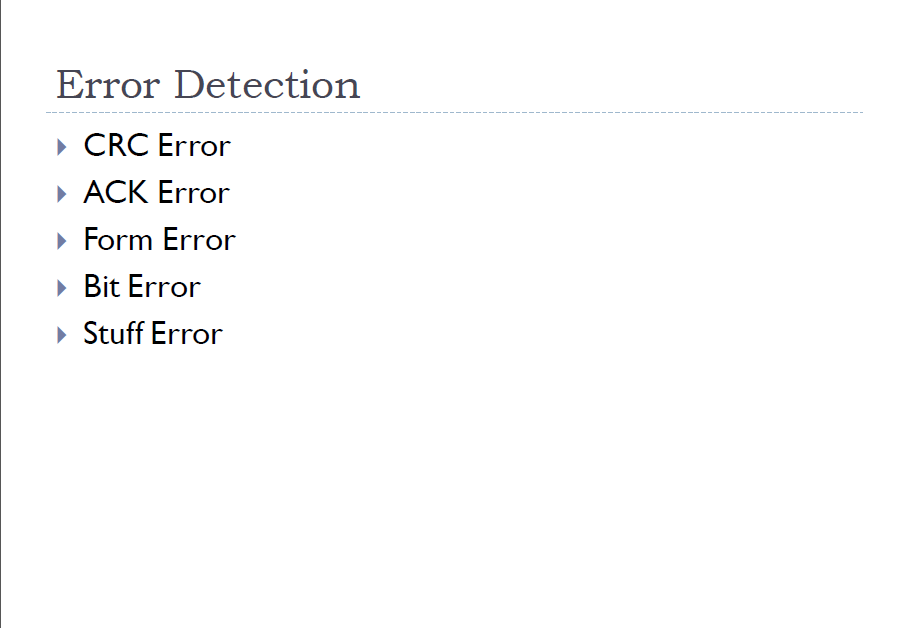 Error Detection
CRC Error
ACK Error
Form Error
Bit Error
Stuff Error